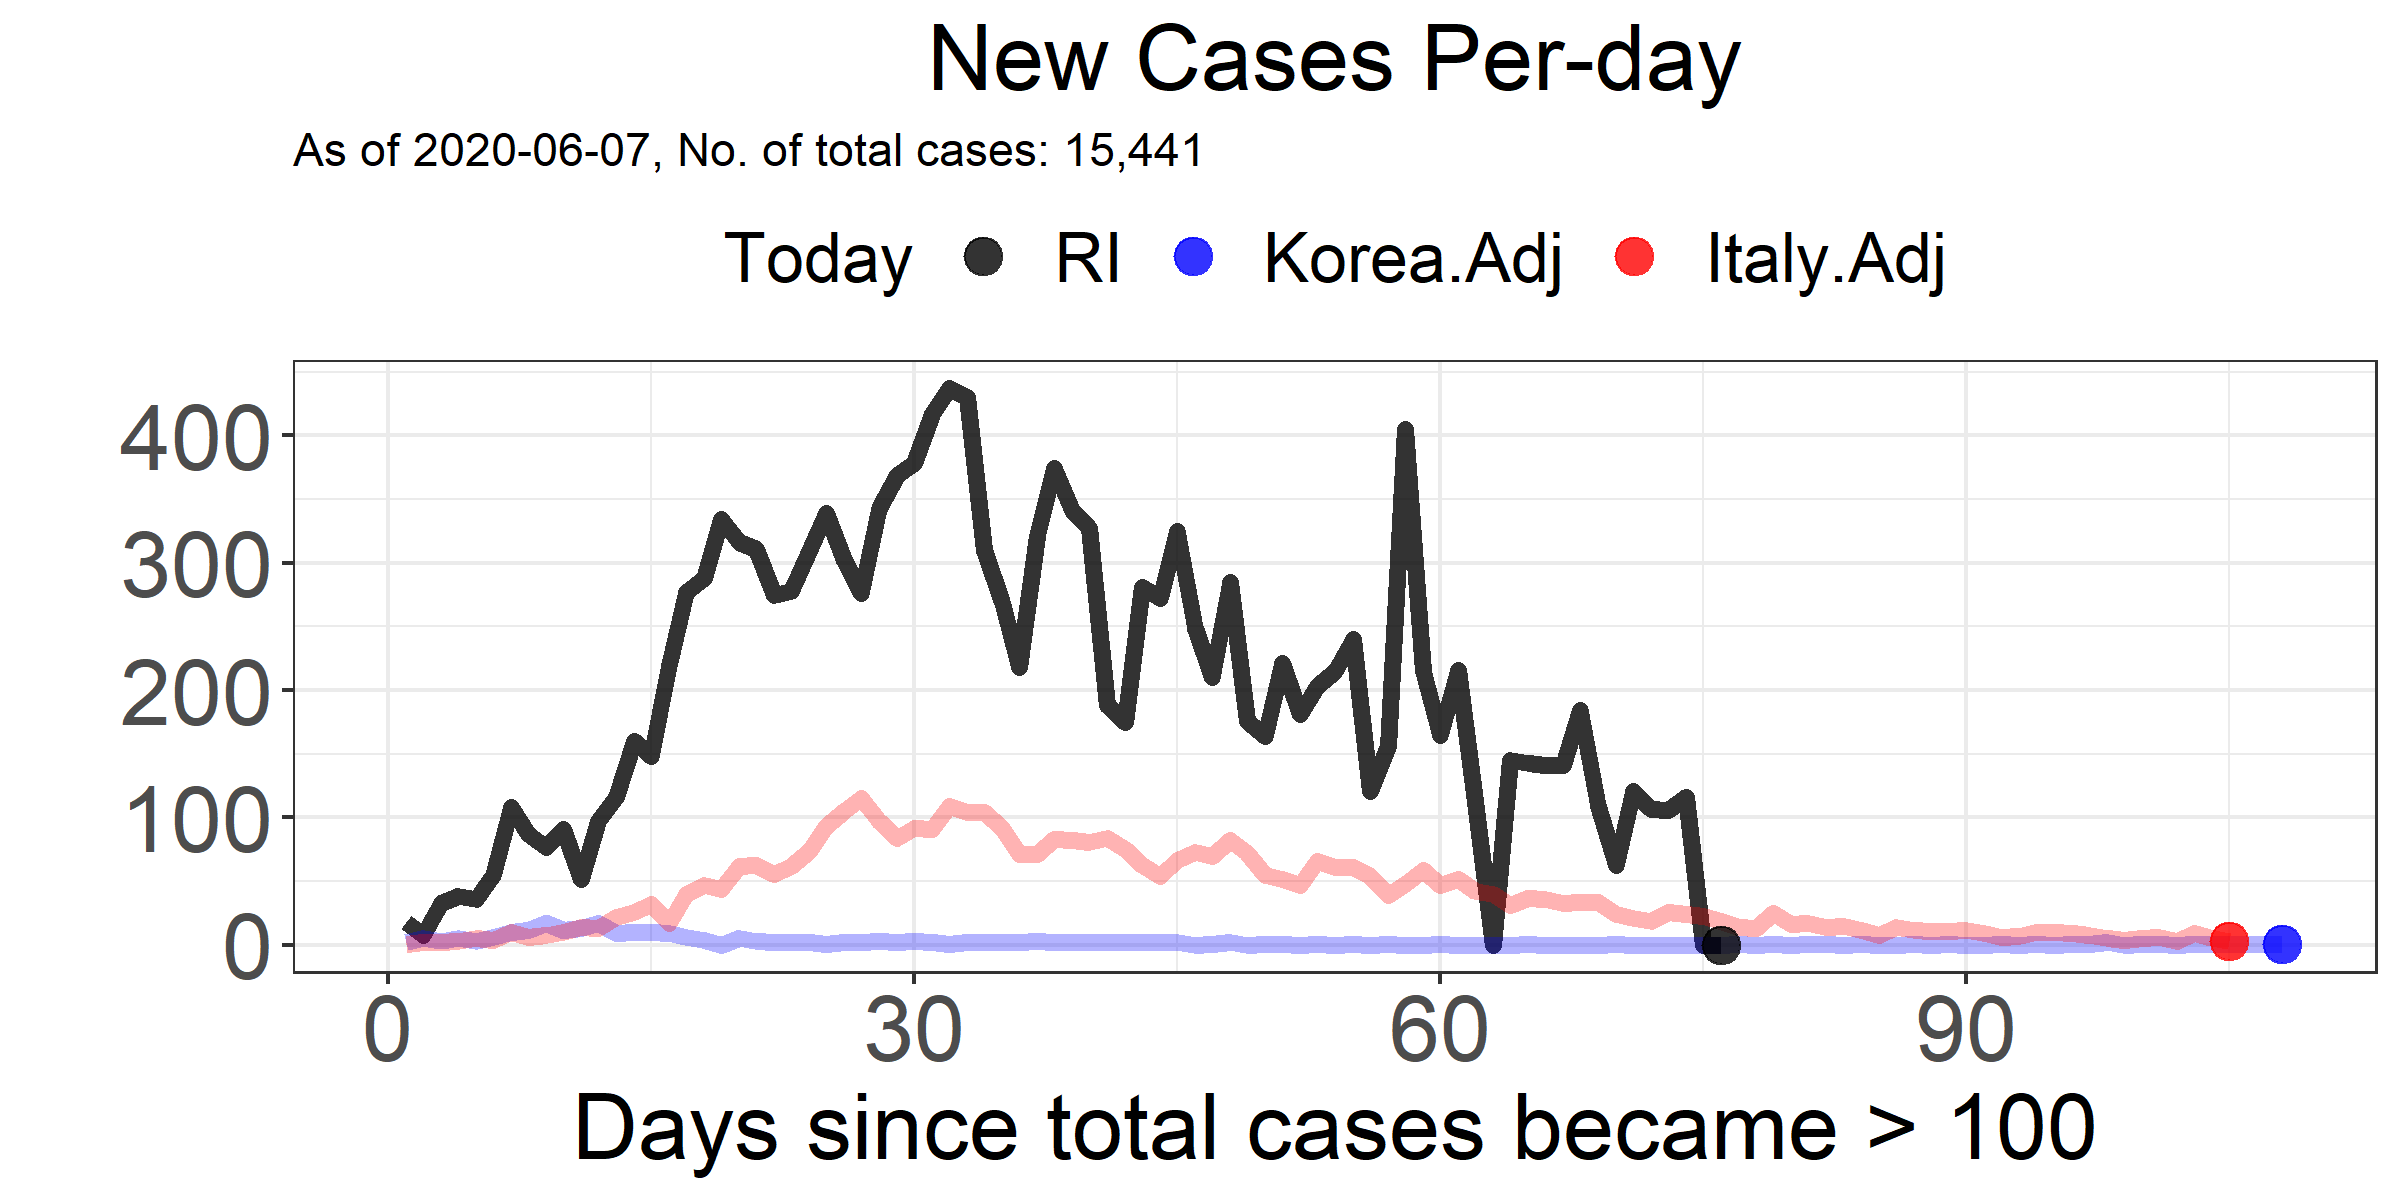 New Cases Per-day
As of 2020-06-07, No. of total cases: 15,441
Today RI Korea.Adj Italy.Adj
400
300
200
100
0
0 30 60 90
Days since total cases became > 100